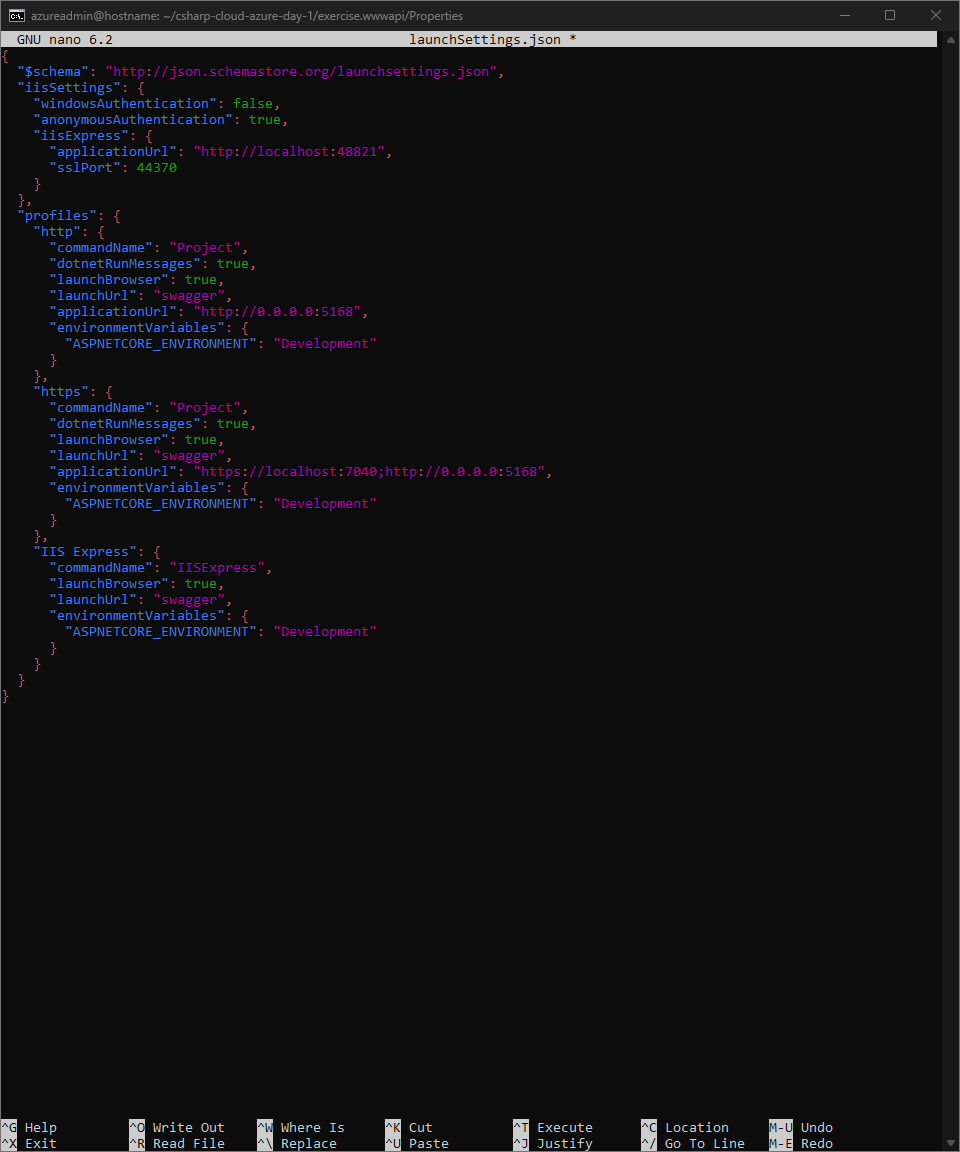 azureadmin@hostname: ~/csharp-cloud-azure-day-1/exercise.wwwapi/Properties
GNU nano 6.2 launchSettings.json *
{
  "$schema": "http://json.schemastore.org/launchsettings.json",
  "iisSettings": {
    "windowsAuthentication": false,
    "anonymousAuthentication": true,
    "iisExpress": {
      "applicationUrl": "http://localhost:48821",
      "sslPort": 44370
    }
  },
  "profiles": {
    "http": {
      "commandName": "Project",
      "dotnetRunMessages": true,
      "launchBrowser": true,
      "launchUrl": "swagger",
      "applicationUrl": "http://0.0.0.0:5168",
      "environmentVariables": {
        "ASPNETCORE_ENVIRONMENT": "Development"
      }
    },
    "https": {
      "commandName": "Project",
      "dotnetRunMessages": true,
      "launchBrowser": true,
      "launchUrl": "swagger",
      "applicationUrl": "https://localhost:7040;http://0.0.0.0:5168",
      "environmentVariables": {
        "ASPNETCORE_ENVIRONMENT": "Development"
      }
    },
    "IIS Express": {
      "commandName": "IISExpress",
      "launchBrowser": true,
      "launchUrl": "swagger",
      "environmentVariables": {
        "ASPNETCORE_ENVIRONMENT": "Development"
      }
    }
  }
}
^G Help ^O Write Out ^W Where Is ^K Cut ^T Execute ^C Location M-U Undo
^X Exit ^R Read File ^\ Replace ^U Paste ^J Justify ^/ Go To Line M-E Redo